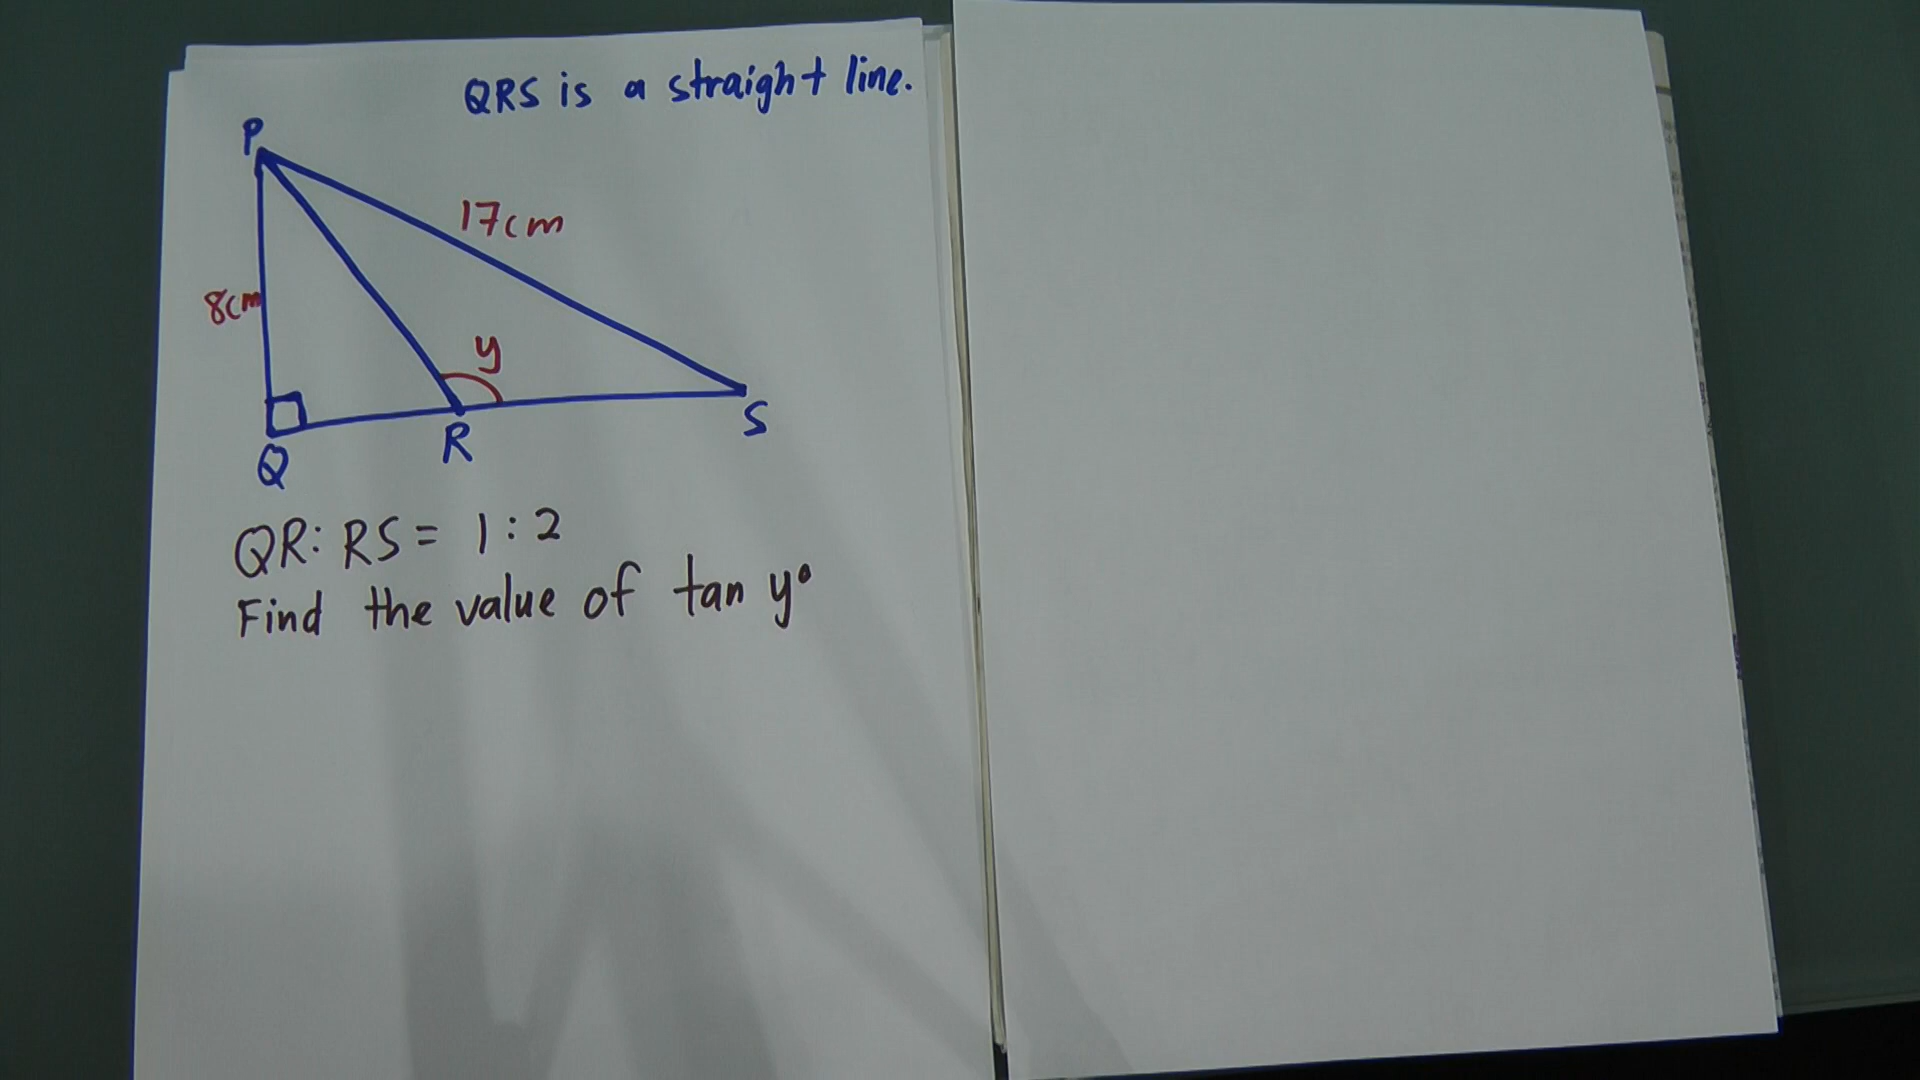 QRS is a straight line.
P
17cm
8cm
y
S
R
Q
QR: RS = 1 : 2
Find the value of tan y°